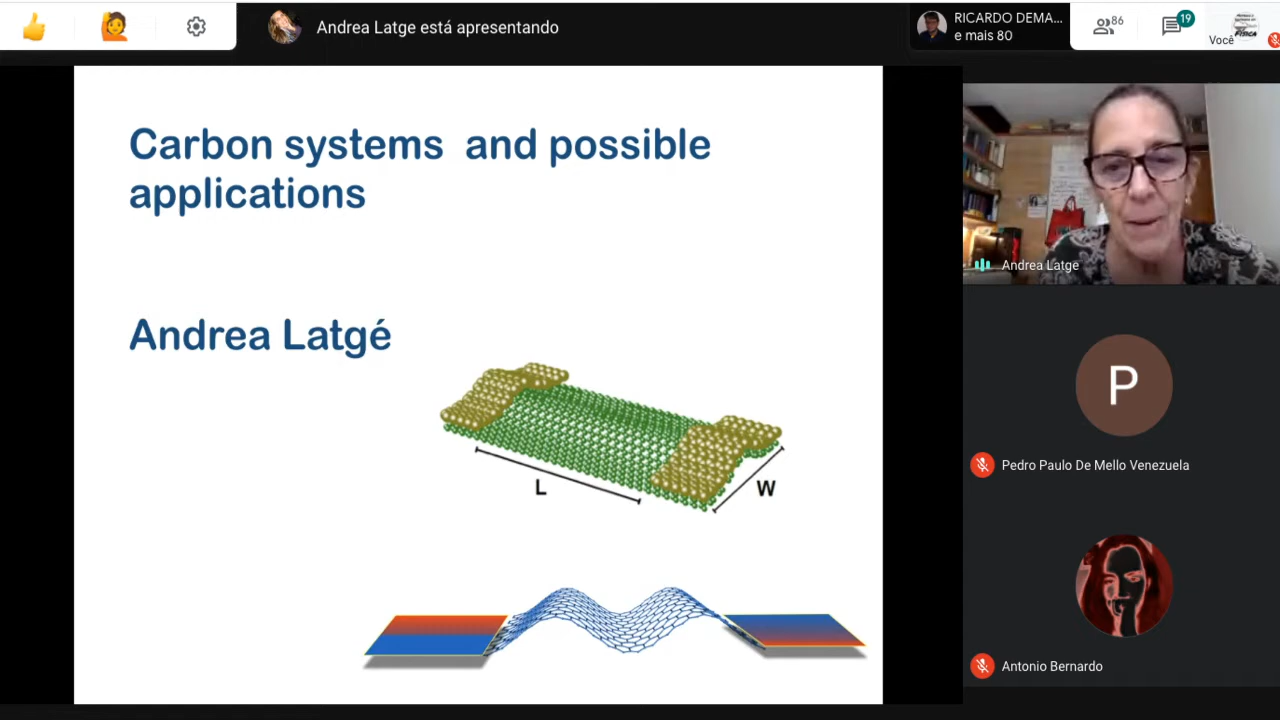 Andrea Latge está apresentando
RICARDO DEMA...
e mais 80
86
19
Você
FÍSICA
Carbon systems and possible
applications
Andrea Latgé
L
W
Andrea Latge
P
Pedro Paulo De Mello Venezuela
Antonio Bernardo